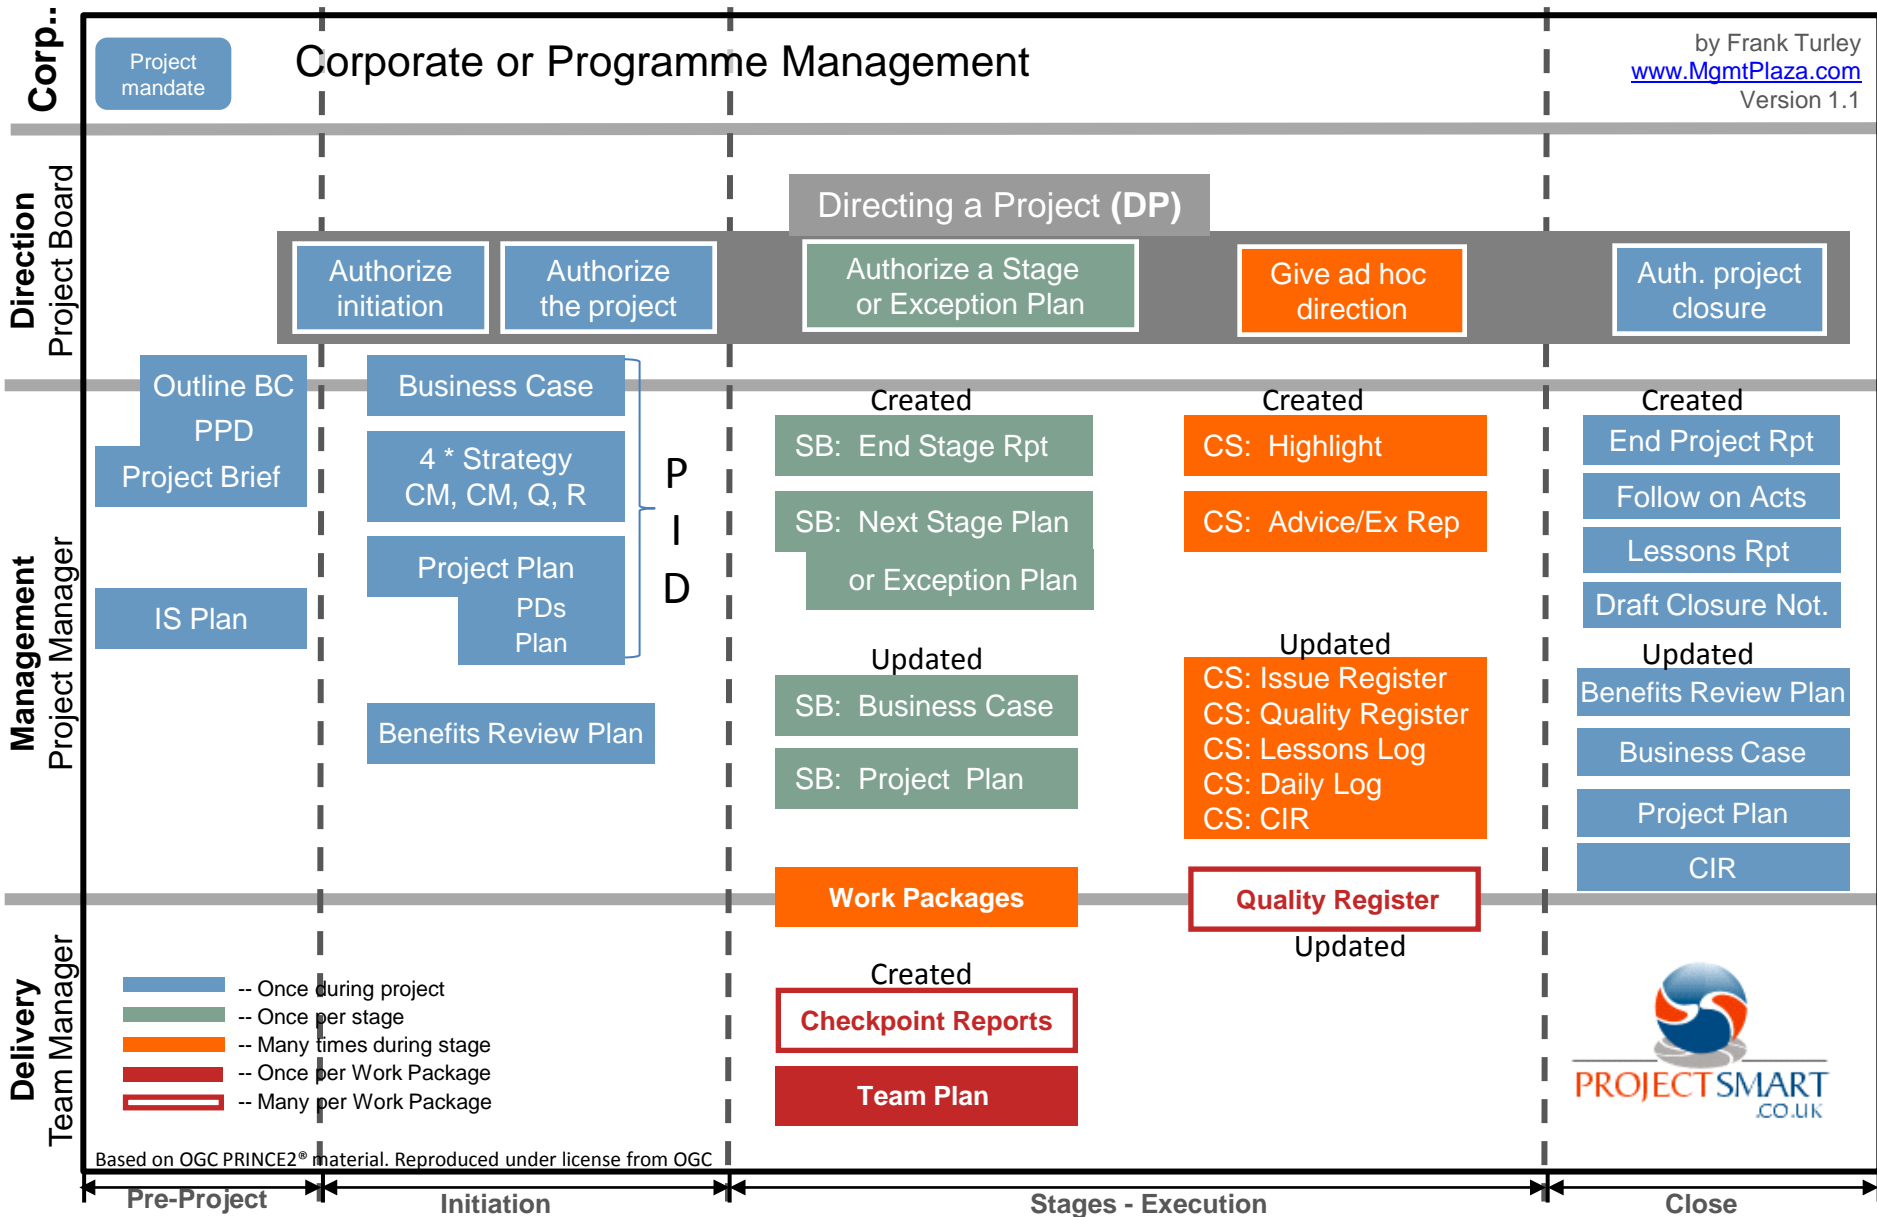 Corp..
Project
mandate
Corporate or Programme Management
by Frank Turley
www.MgmtPlaza.com
Version 1.1
Direction
Project Board
Directing a Project (DP)
Authorize
initiation
Authorize
the project
Authorize a Stage
or Exception Plan
Give ad hoc
direction
Auth. project
closure
Management
Project Manager
Outline BC
PPD
Project Brief
IS Plan
Business Case
4 * Strategy
CM, CM, Q, R
Project Plan
PDs
Plan
P
I
D
Benefits Review Plan
Created
SB: End Stage Rpt
SB: Next Stage Plan
or Exception Plan
Updated
SB: Business Case
SB: Project Plan
Work Packages
Created
CS: Highlight
CS: Advice/Ex Rep
Updated
CS: Issue Register
CS: Quality Register
CS: Lessons Log
CS: Daily Log
CS: CIR
Quality Register
Updated
Created
End Project Rpt
Follow on Acts
Lessons Rpt
Draft Closure Not.
Updated
Benefits Review Plan
Business Case
Project Plan
CIR
Delivery
Team Manager
-- Once during project
-- Once per stage
-- Many times during stage
-- Once per Work Package
-- Many per Work Package
Created
Checkpoint Reports
Team Plan
PROJECTSMART
.CO.UK
Based on OGC PRINCE2® material. Reproduced under license from OGC
Pre-Project
Initiation
Stages - Execution
Close